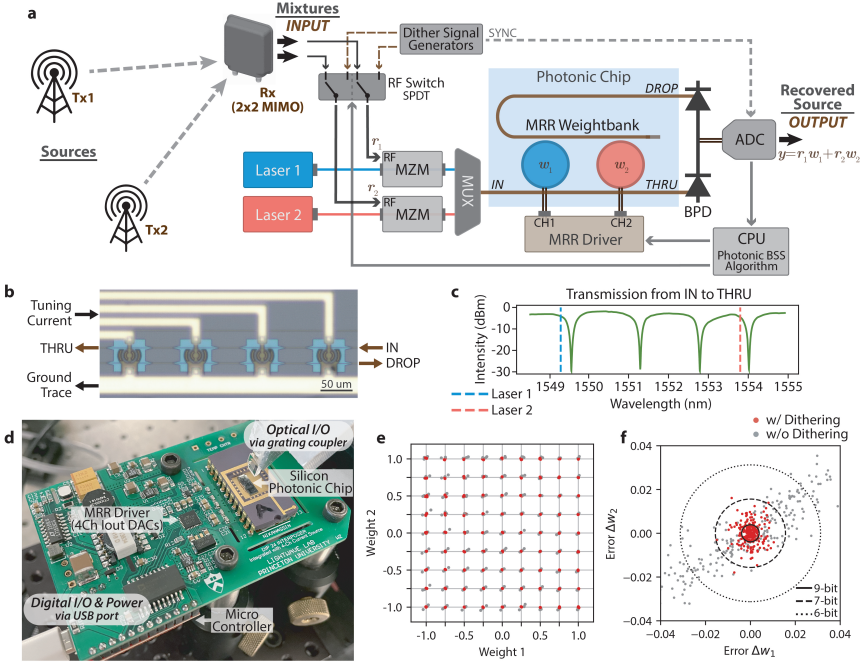 a
Mixtures
INPUT
Dither Signal
Generators
SYNC
Tx1
Rx
(2x2 MIMO)
RF Switch
SPDT
Photonic Chip
DROP
MRR Weightbank
Recovered
Source
OUTPUT
ADC
y=r1w1+r2w2
Sources
r1
RF
Laser 1
MZM
w1
w2
r2
RF
Laser 2
MZM
MUX
IN
THRU
BPD
CH1
CH2
MRR Driver
Tx2
CPU
Photonic BSS
Algorithm
b
Tuning
Current
THRU
IN
DROP
Ground
Trace
50 um
c
Transmission from IN to THRU
Intensity (dBm)
0
-10
-20
-30
1549
1550
1551
1552
1553
1554
1555
Wavelength (nm)
Laser 1
Laser 2
d
Optical I/O
via grating coupler
Silicon
Photonic Chip
MRR Driver
(4Ch Iout DACs)
LIGHTWAVE LAB
PRINCETON UNIVERSITY
Digital I/O & Power
via USB port
Micro
Controller
e
Weight 2
1.0
0.5
0.0
-0.5
-1.0
-1.0
-0.5
0.0
0.5
1.0
Weight 1
w/ Dithering
w/o Dithering
f
Error Δw2
0.04
0.02
0.00
−0.02
−0.04
−0.04
−0.02
0.00
0.02
0.04
Error Δw1
9-bit
7-bit
6-bit